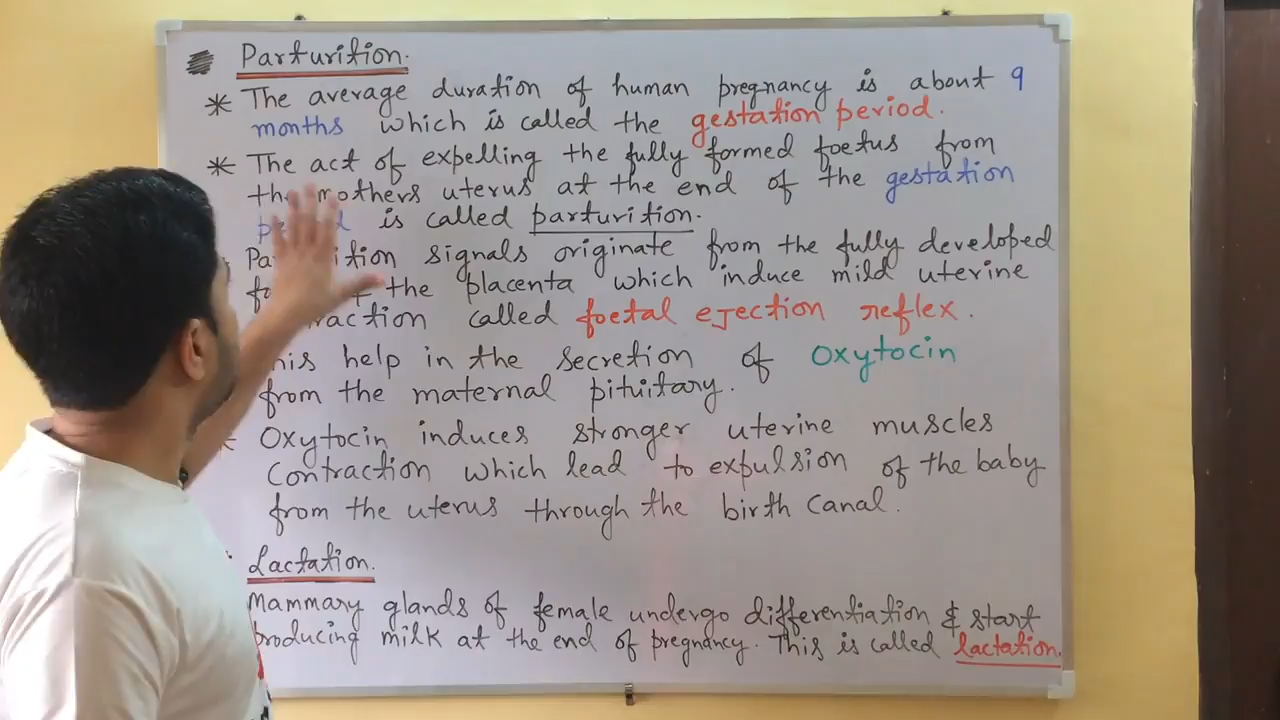 Parturition.
* The average duration of human pregnancy is about 9
months which is called the gestation period.
* The act of expelling the fully formed foetus from
the mothers uterus at the end of the gestation
is called parturition.
signals originate from the fully developed
the placenta which induce mild uterine
called foetal ejection reflex.
help in the secretion of Oxytocin
from the maternal pituitary.
* Oxytocin induces stronger uterine muscles
Contraction which lead to expulsion of the baby
from the uterus through the birth canal.
Lactation.
Mammary glands of female undergo differentiation & start
producing milk at the end of pregnancy. This is called lactation.